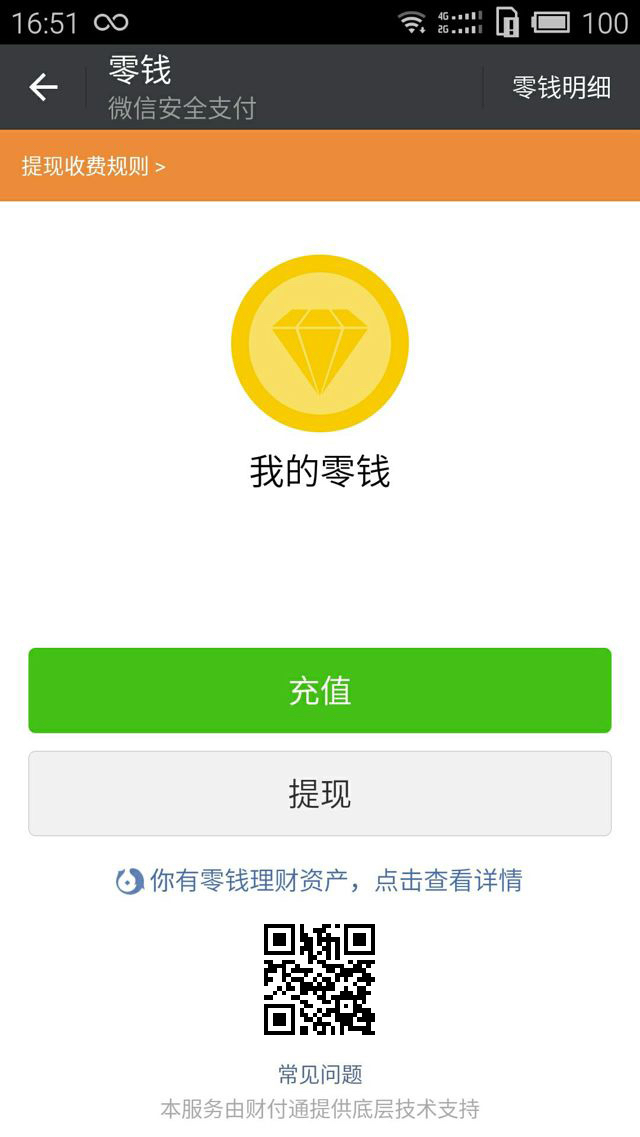 16:51
4G
2G
100
零钱
微信安全支付
零钱明细
提现收费规则 >
我的零钱
充值
提现
你有零钱理财资产，点击查看详情
常见问题
本服务由财付通提供底层技术支持